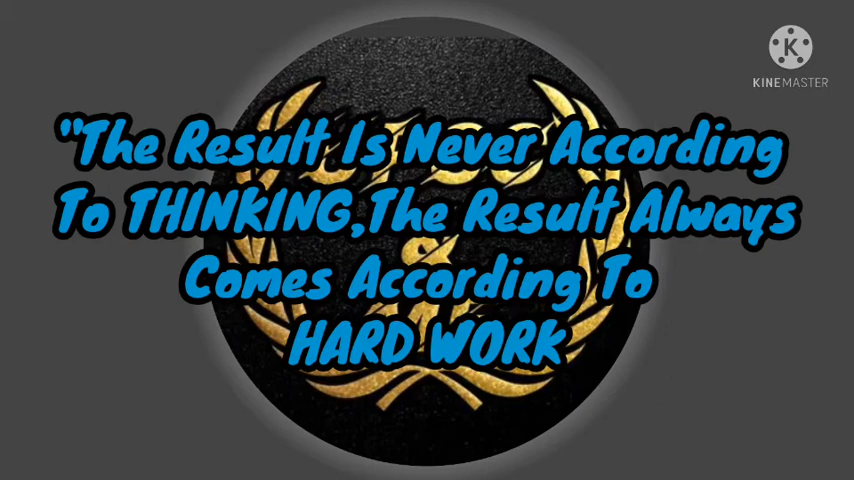 KINEMASTER
"The Result Is Never According
To THINKING,The Result Always
Comes According To
HARD WORK